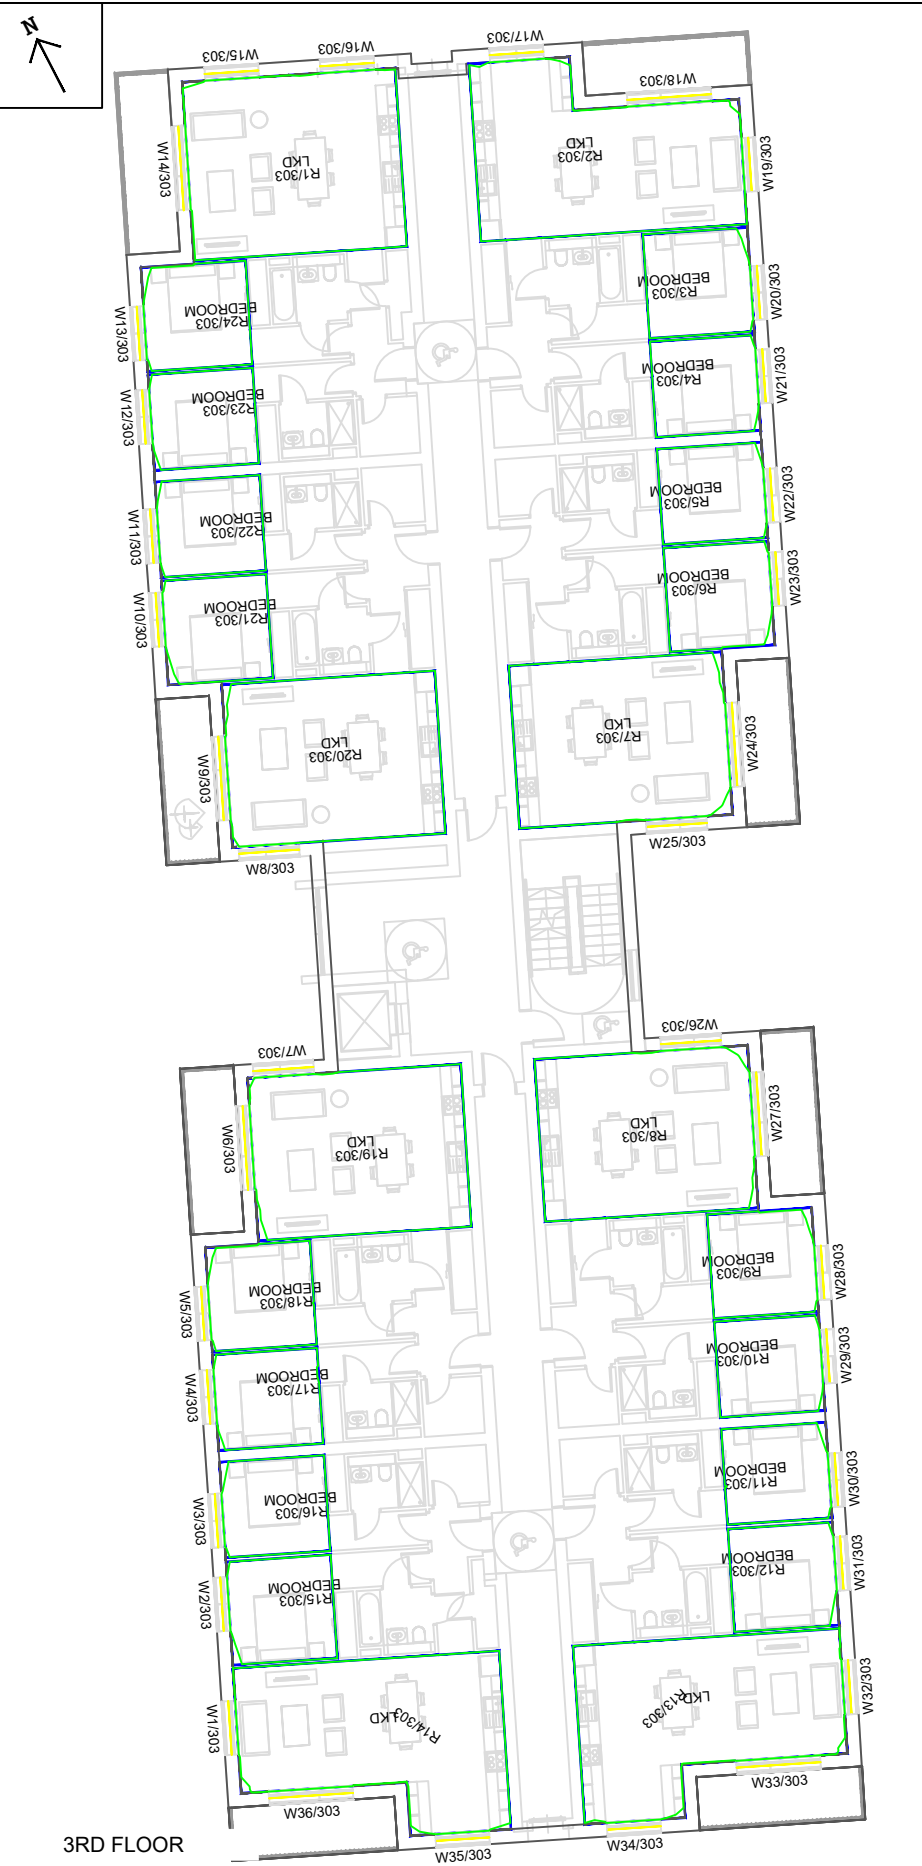 N
W15/303
W16/303
W17/303
W18/303
W14/303
R1/303
LKD
R2/303
LKD
W19/303
W13/303
R24/303
BEDROOM
R3/303
BEDROOM
W20/303
W12/303
R23/303
BEDROOM
R4/303
BEDROOM
W21/303
W11/303
R22/303
BEDROOM
R5/303
BEDROOM
W22/303
W10/303
R21/303
BEDROOM
R6/303
BEDROOM
W23/303
W9/303
R20/303
LKD
R7/303
LKD
W24/303
W8/303
W25/303
W7/303
W26/303
W6/303
R19/303
LKD
R8/303
LKD
W27/303
W5/303
R18/303
BEDROOM
R9/303
BEDROOM
W28/303
W4/303
R17/303
BEDROOM
R10/303
BEDROOM
W29/303
W3/303
R16/303
BEDROOM
R11/303
BEDROOM
W30/303
W2/303
R15/303
BEDROOM
R12/303
BEDROOM
W31/303
W1/303
R14/303
LKD
R13/303
LKD
W32/303
W36/303
W33/303
W35/303
W34/303
3RD FLOOR